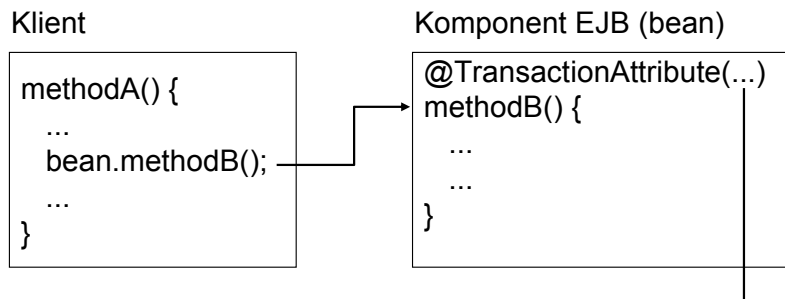 Klient
methodA() {
...
bean.methodB();
...
}
Komponent EJB (bean)
@TransactionAttribute(...)
methodB() {
...
...
}